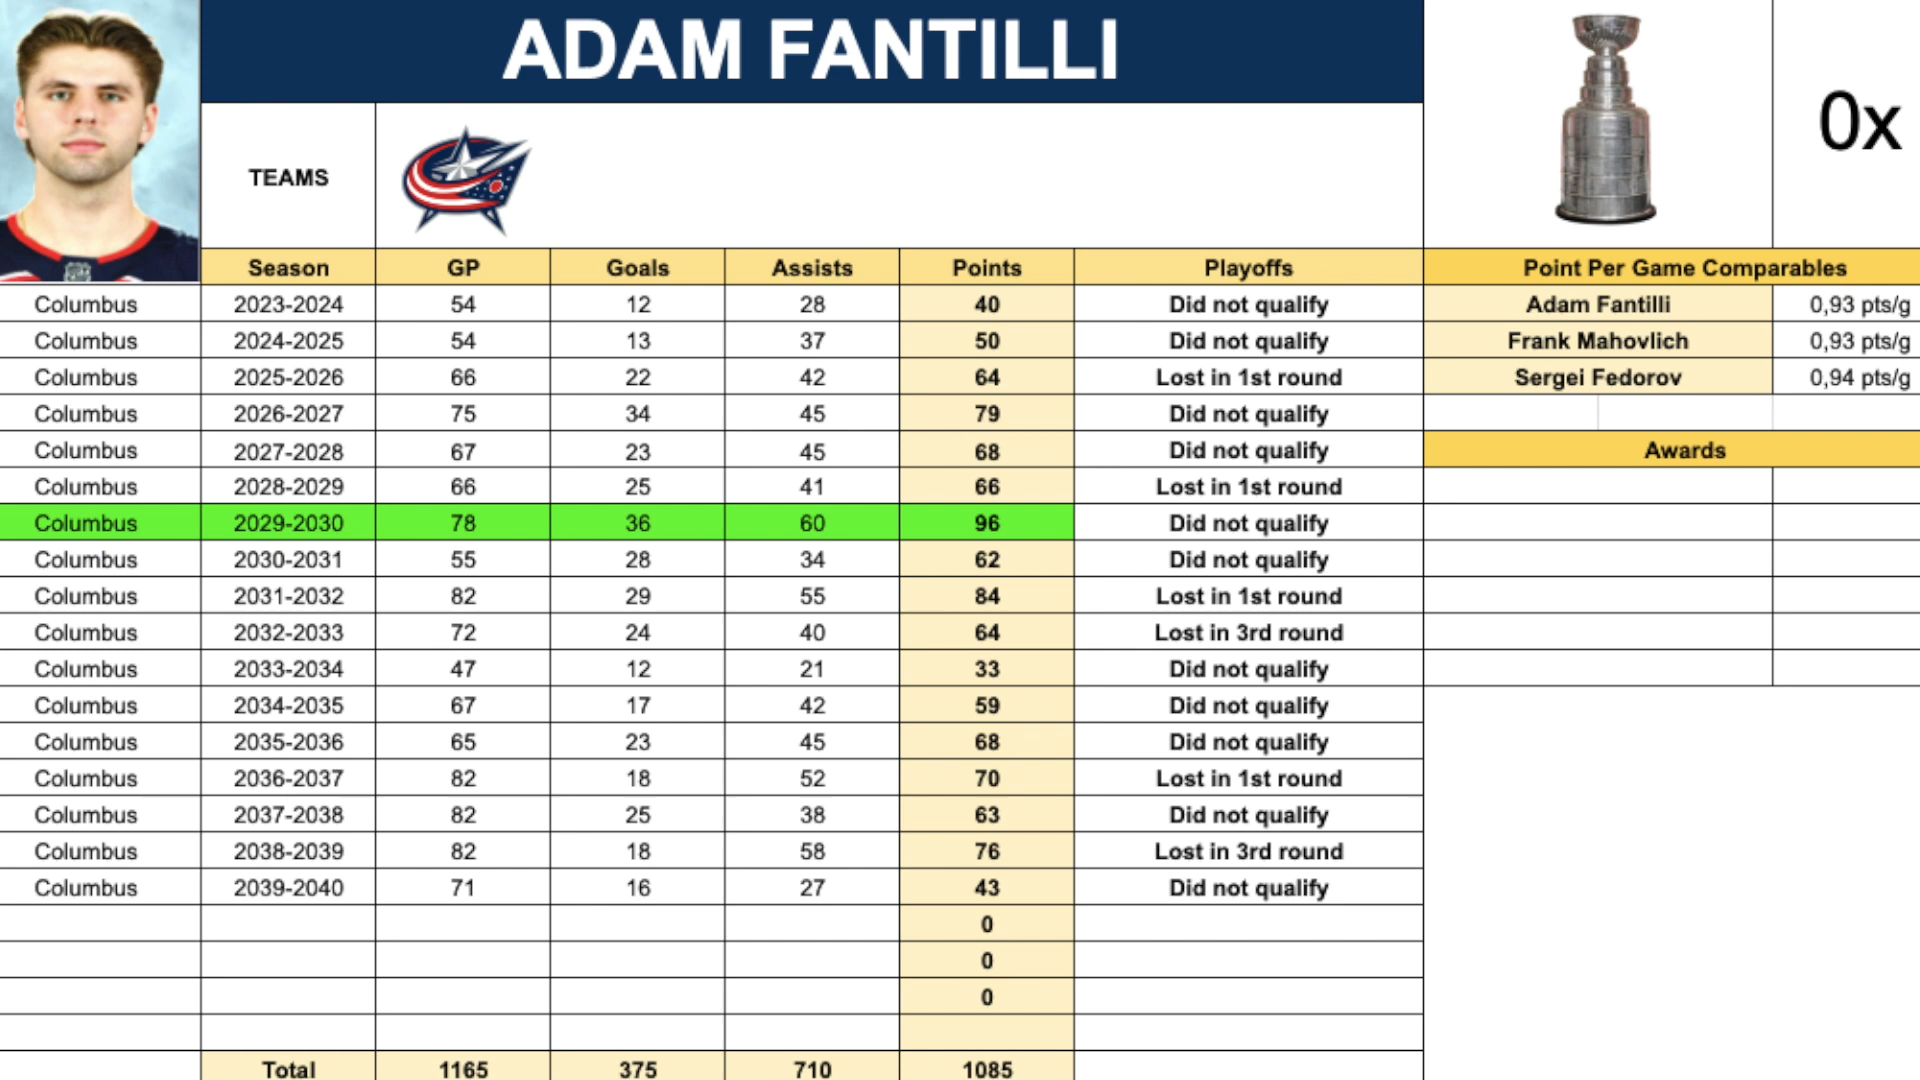 ADAM FANTILLI
0x
TEAMS
Season GP Goals Assists Points Playoffs Point Per Game Comparables
Columbus 2023-2024 54 12 28 40 Did not qualify Adam Fantilli 0,93 pts/g
Columbus 2024-2025 54 13 37 50 Did not qualify Frank Mahovlich 0,93 pts/g
Columbus 2025-2026 66 22 42 64 Lost in 1st round Sergei Fedorov 0,94 pts/g
Columbus 2026-2027 75 34 45 79 Did not qualify
Columbus 2027-2028 67 23 45 68 Did not qualify Awards
Columbus 2028-2029 66 25 41 66 Lost in 1st round
Columbus 2029-2030 78 36 60 96 Did not qualify
Columbus 2030-2031 55 28 34 62 Did not qualify
Columbus 2031-2032 82 29 55 84 Lost in 1st round
Columbus 2032-2033 72 24 40 64 Lost in 3rd round
Columbus 2033-2034 47 12 21 33 Did not qualify
Columbus 2034-2035 67 17 42 59 Did not qualify
Columbus 2035-2036 65 23 45 68 Did not qualify
Columbus 2036-2037 82 18 52 70 Lost in 1st round
Columbus 2037-2038 82 25 38 63 Did not qualify
Columbus 2038-2039 82 18 58 76 Lost in 3rd round
Columbus 2039-2040 71 16 27 43 Did not qualify
0
0
0
Total 1165 375 710 1085